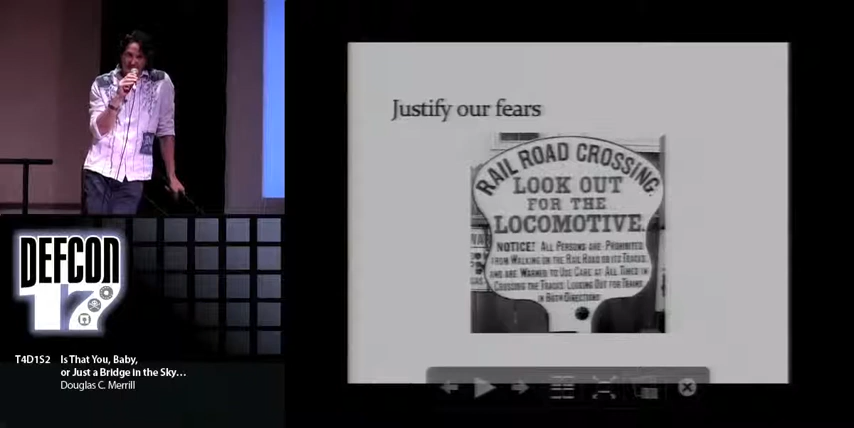 Justify our fears
RAIL ROAD CROSSING.
LOOK OUT
FOR THE
LOCOMOTIVE.
NOTICE! ALL PERSONS ARE PROHIBITED
FROM WALKING ON THE RAIL ROAD OR ITS TRACKS
AND ARE WARNED TO USE CARE AT ALL TIMES IN
CROSSING THE TRACKS LOOKING OUT FOR TRAINS
IN BOTH DIRECTIONS
DEFCON
17
T4D1S2 Is That You, Baby,
or Just a Bridge in the Sky...
Douglas C. Merrill